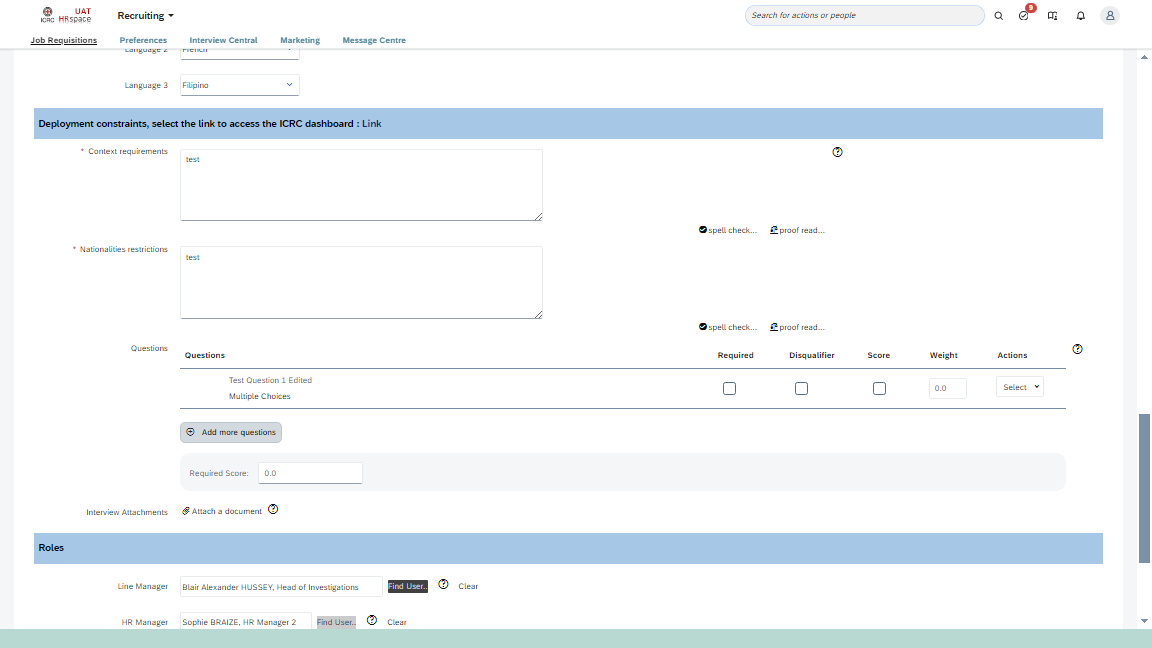 UAT
ICRC HRspace
Recruiting
Search for actions or people
9
Job Requisitions Preferences Interview Central Marketing Message Centre
Language 2 French
Language 3 Filipino
Deployment constraints, select the link to access the ICRC dashboard : Link
* Context requirements
test
spell check... proof read...
* Nationalities restrictions
test
spell check... proof read...
Questions
Questions Required Disqualifier Score Weight Actions
Test Question 1 Edited
Multiple Choices
0.0 Select
Add more questions
Required Score: 0.0
Interview Attachments Attach a document
Roles
Line Manager Blair Alexander HUSSEY, Head of Investigations Find User.. Clear
HR Manager Sophie BRAIZE, HR Manager 2 Find User.. Clear